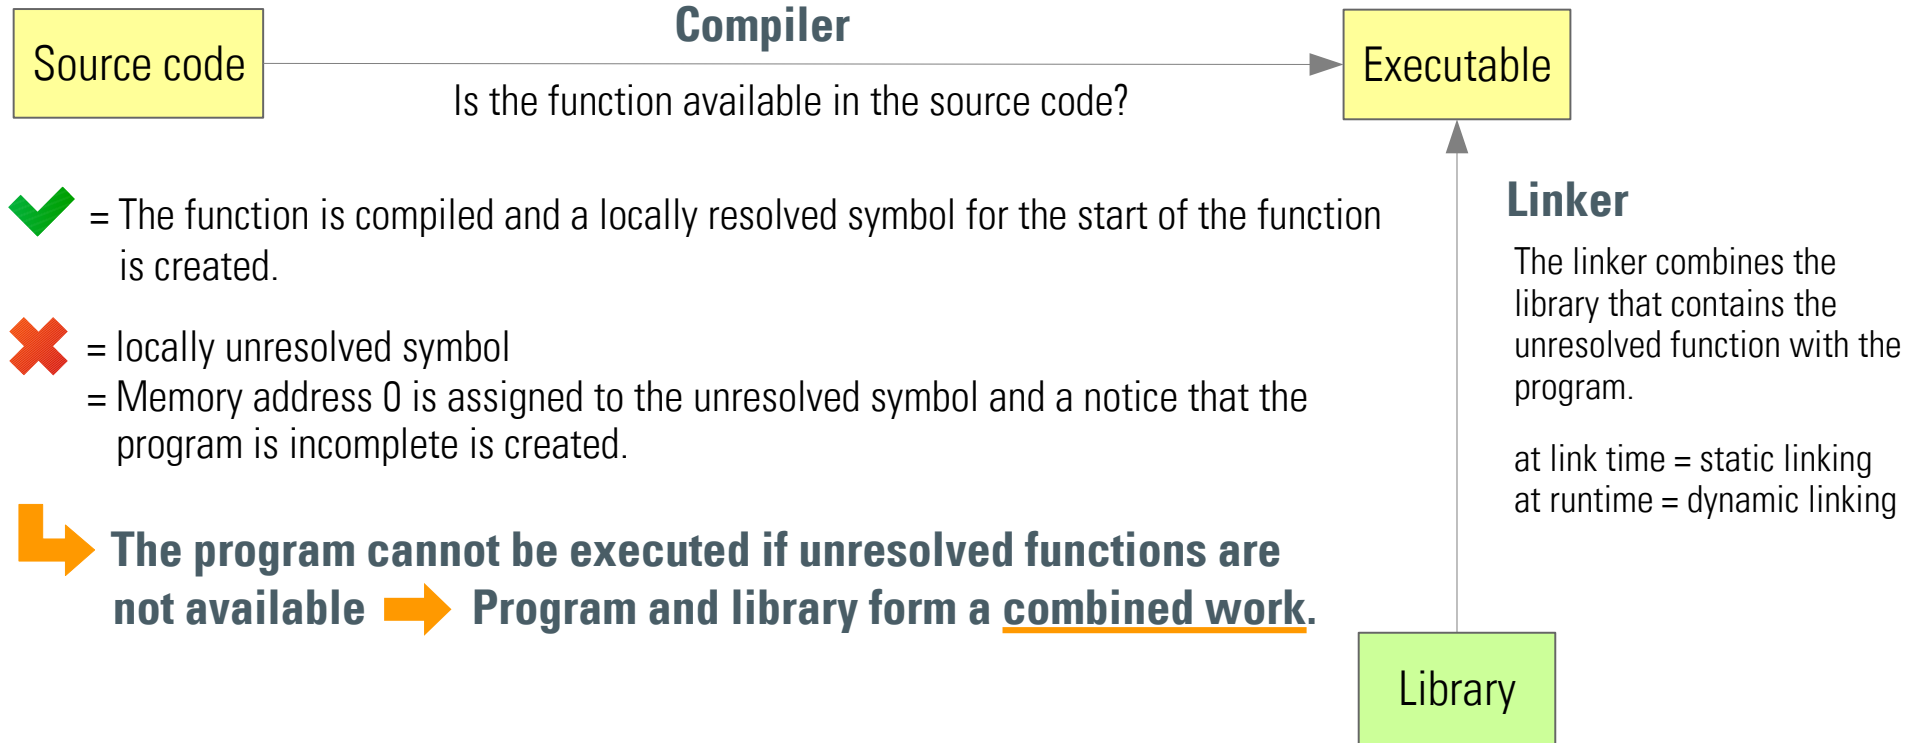 Compiler
Source code
Executable
Is the function available in the source code?
= The function is compiled and a locally resolved symbol for the start of the function
is created.
= locally unresolved symbol
= Memory address 0 is assigned to the unresolved symbol and a notice that the
program is incomplete is created.
The program cannot be executed if unresolved functions are
not available Program and library form a combined work.
Linker
The linker combines the
library that contains the
unresolved function with the
program.
at link time = static linking
at runtime = dynamic linking
Library